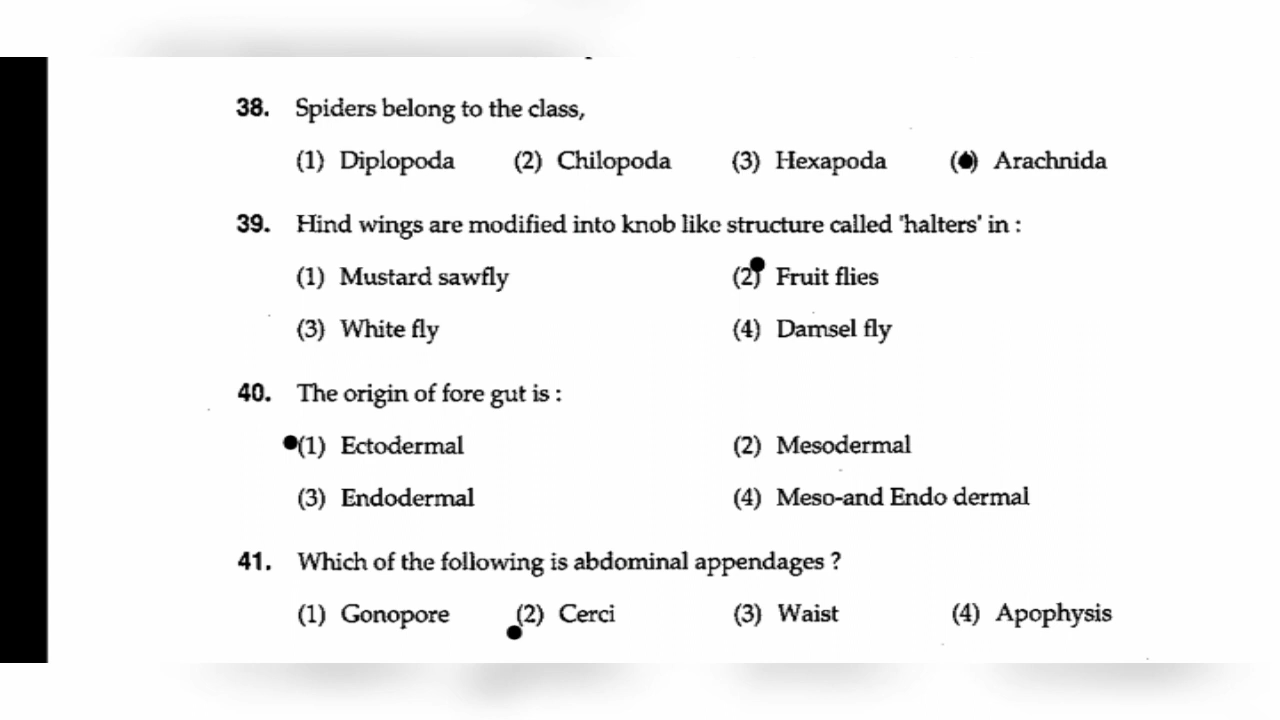 38. Spiders belong to the class,
(1) Diplopoda (2) Chilopoda (3) Hexapoda () Arachnida
39. Hind wings are modified into knob like structure called 'halters' in :
(1) Mustard sawfly (2) Fruit flies
(3) White fly (4) Damsel fly
40. The origin of fore gut is :
(1) Ectodermal (2) Mesodermal
(3) Endodermal (4) Meso-and Endo dermal
41. Which of the following is abdominal appendages ?
(1) Gonopore (2) Cerci (3) Waist (4) Apophysis